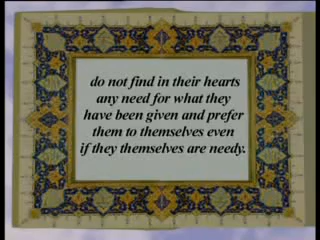 do not find in their hearts
any need for what they
have been given and prefer
them to themselves even
if they themselves are needy.